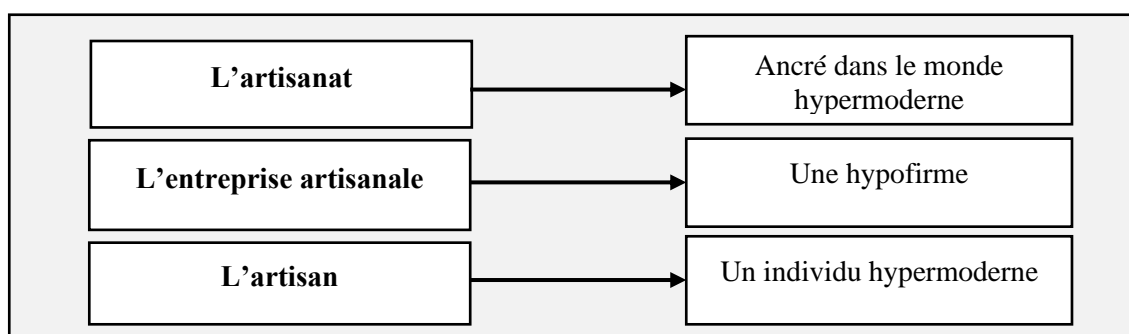 L’artisanat
Ancré dans le monde
hypermoderne
L’entreprise artisanale
Une hypofirme
L’artisan
Un individu hypermoderne